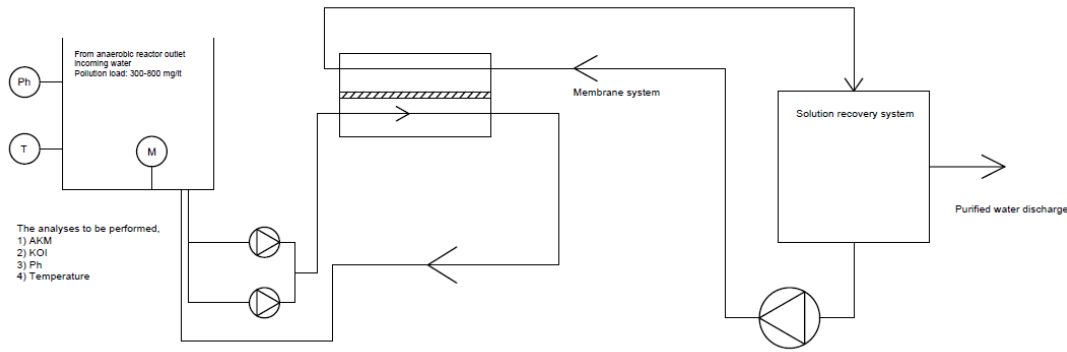 From anaerobic reactor outlet
Incoming water
Pollution load: 300-800 mg/lt
Ph
T
M
Membrane system
Solution recovery system
Purified water discharge
The analyses to be performed,
1) AKM
2) KOI
3) Ph
4) Temperature